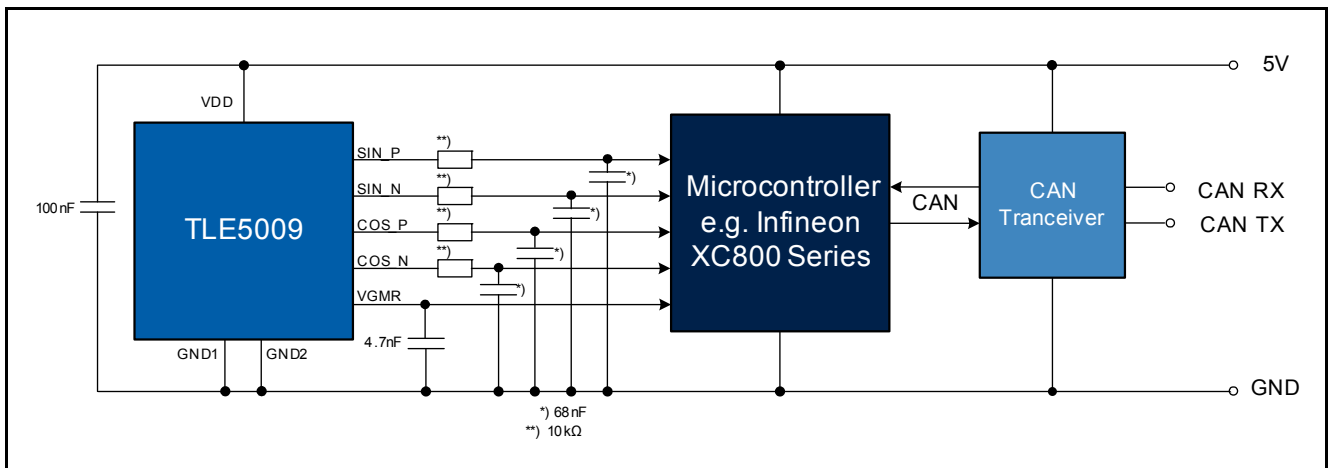 5V
VDD
SIN_P
**)
*)
SIN_N
**)
*)
100nF
TLE5009
COS_P
**)
*)
COS_N
**)
*)
VGMR
4.7nF
GND1
GND2
Microcontroller
e.g. Infineon
XC800 Series
CAN
CAN
Tranceiver
CAN RX
CAN TX
GND
*) 68nF
**) 10kΩ